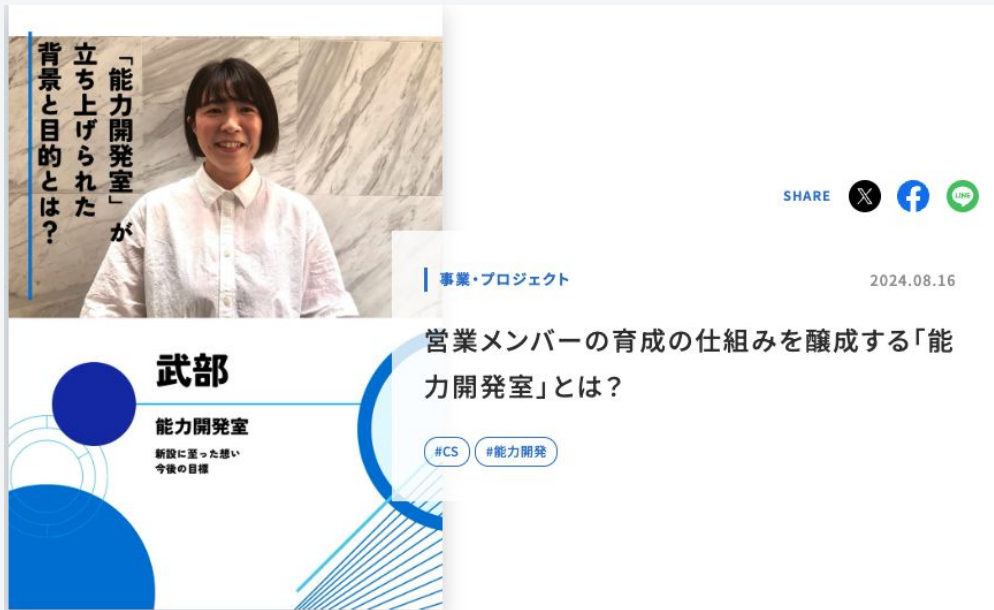 「能力開発室」が
立ち上げられた
背景と目的とは？
武部
能力開発室
新設に至った想い
今後の目標
SHARE
LINE
事業・プロジェクト
2024.08.16
営業メンバーの育成の仕組みを醸成する「能
力開発室」とは？
#CS
#能力開発